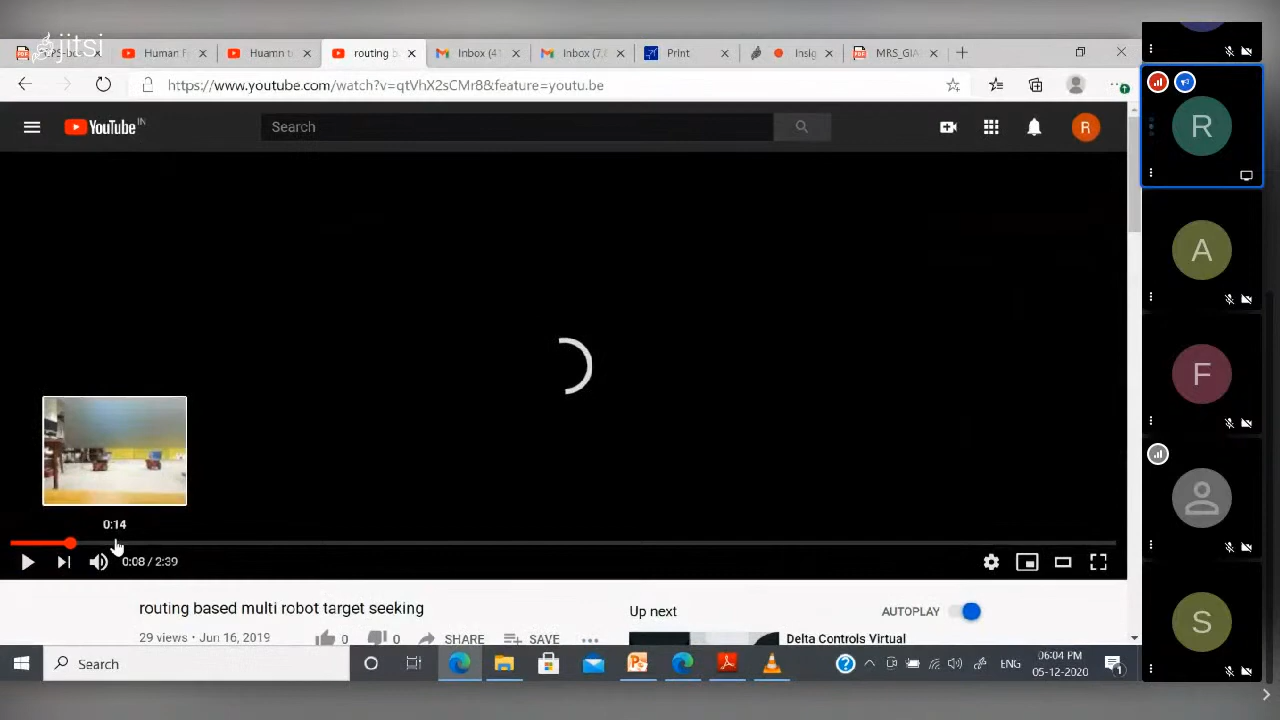 jitsi
Human F
Huamn t
routing b
Inbox (4
Inbox (7,
Print
Insig
MRS_GIA
https://www.youtube.com/watch?v=qtVhX2sCMr8&feature=youtu.be
YouTube IN
Search
R
R
A
F
S
0:14
0:08 / 2:39
routing based multi robot target seeking
29 views • Jun 16, 2019
0
0
SHARE
SAVE
Up next
AUTOPLAY
Delta Controls Virtual
Search
ENG
06:04 PM
05-12-2020
1